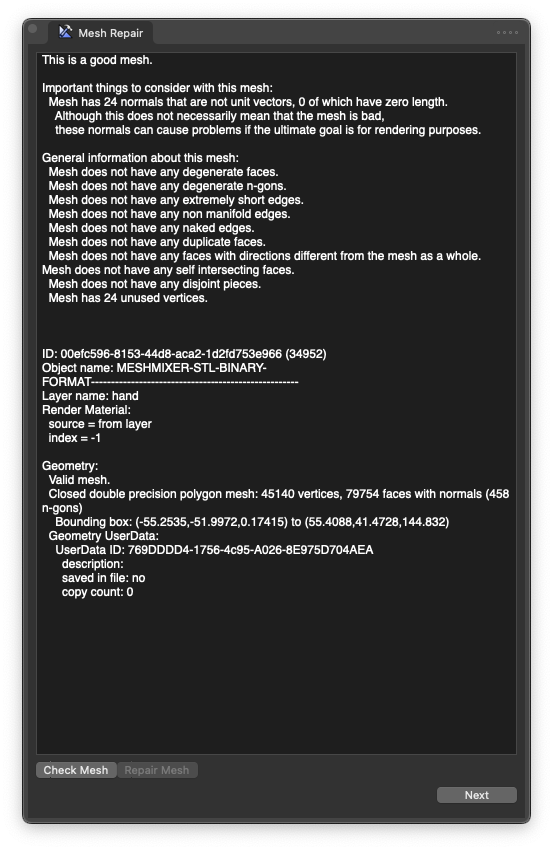 Mesh Repair
This is a good mesh.
Important things to consider with this mesh:
Mesh has 24 normals that are not unit vectors, 0 of which have zero length.
Although this does not necessarily mean that the mesh is bad,
these normals can cause problems if the ultimate goal is for rendering purposes.
General information about this mesh:
Mesh does not have any degenerate faces.
Mesh does not have any degenerate n-gons.
Mesh does not have any extremely short edges.
Mesh does not have any non manifold edges.
Mesh does not have any naked edges.
Mesh does not have any duplicate faces.
Mesh does not have any faces with directions different from the mesh as a whole.
Mesh does not have any self intersecting faces.
Mesh does not have any disjoint pieces.
Mesh has 24 unused vertices.
ID: 00efc596-8153-44d8-aca2-1d2fd753e966 (34952)
Object name: MESHMIXER-STL-BINARY-
FORMAT----------------------------------------------------
Layer name: hand
Render Material:
source = from layer
index = -1
Geometry:
Valid mesh.
Closed double precision polygon mesh: 45140 vertices, 79754 faces with normals (458
n-gons)
Bounding box: (-55.2535,-51.9972,0.17415) to (55.4088,41.4728,144.832)
Geometry UserData:
UserData ID: 769DDDD4-1756-4c95-A026-8E975D704AEA
description:
saved in file: no
copy count: 0
Check Mesh
Repair Mesh
Next